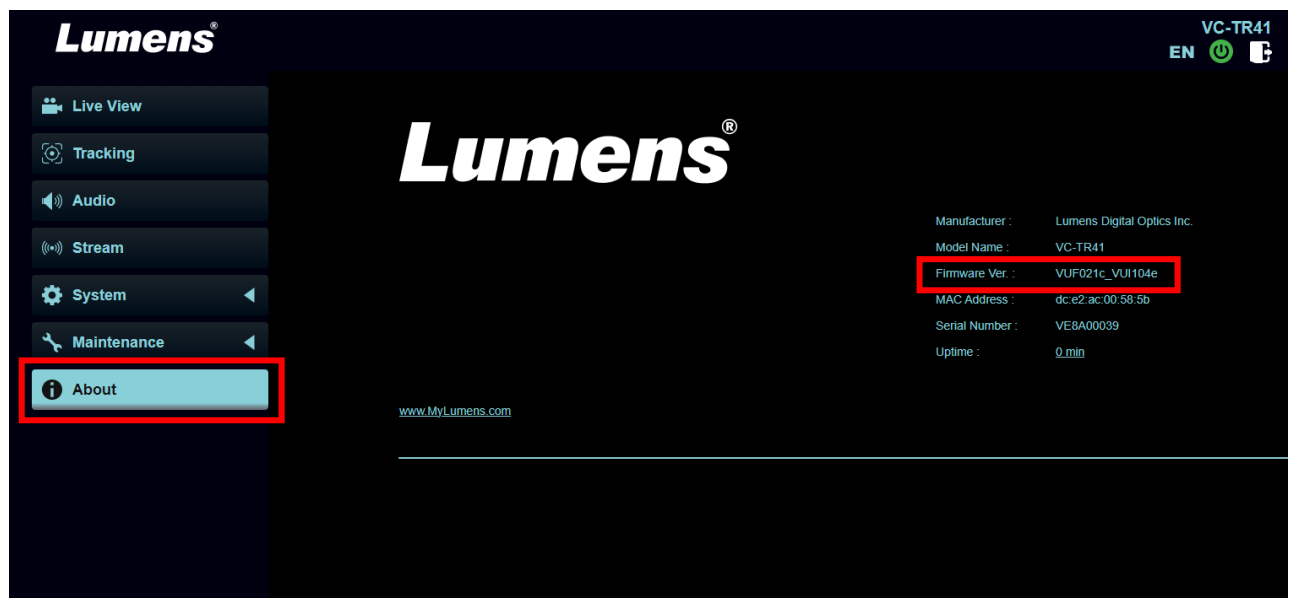 Lumens®
VC-TR41
EN
Live View
Tracking
Audio
Stream
System
Maintenance
About
Lumens®
Manufacturer : Lumens Digital Optics Inc.
Model Name : VC-TR41
Firmware Ver. : VUF021c_VUI104e
MAC Address : dc:e2:ac:00:58:5b
Serial Number : VE8A00039
Uptime : 0 min
www.MyLumens.com